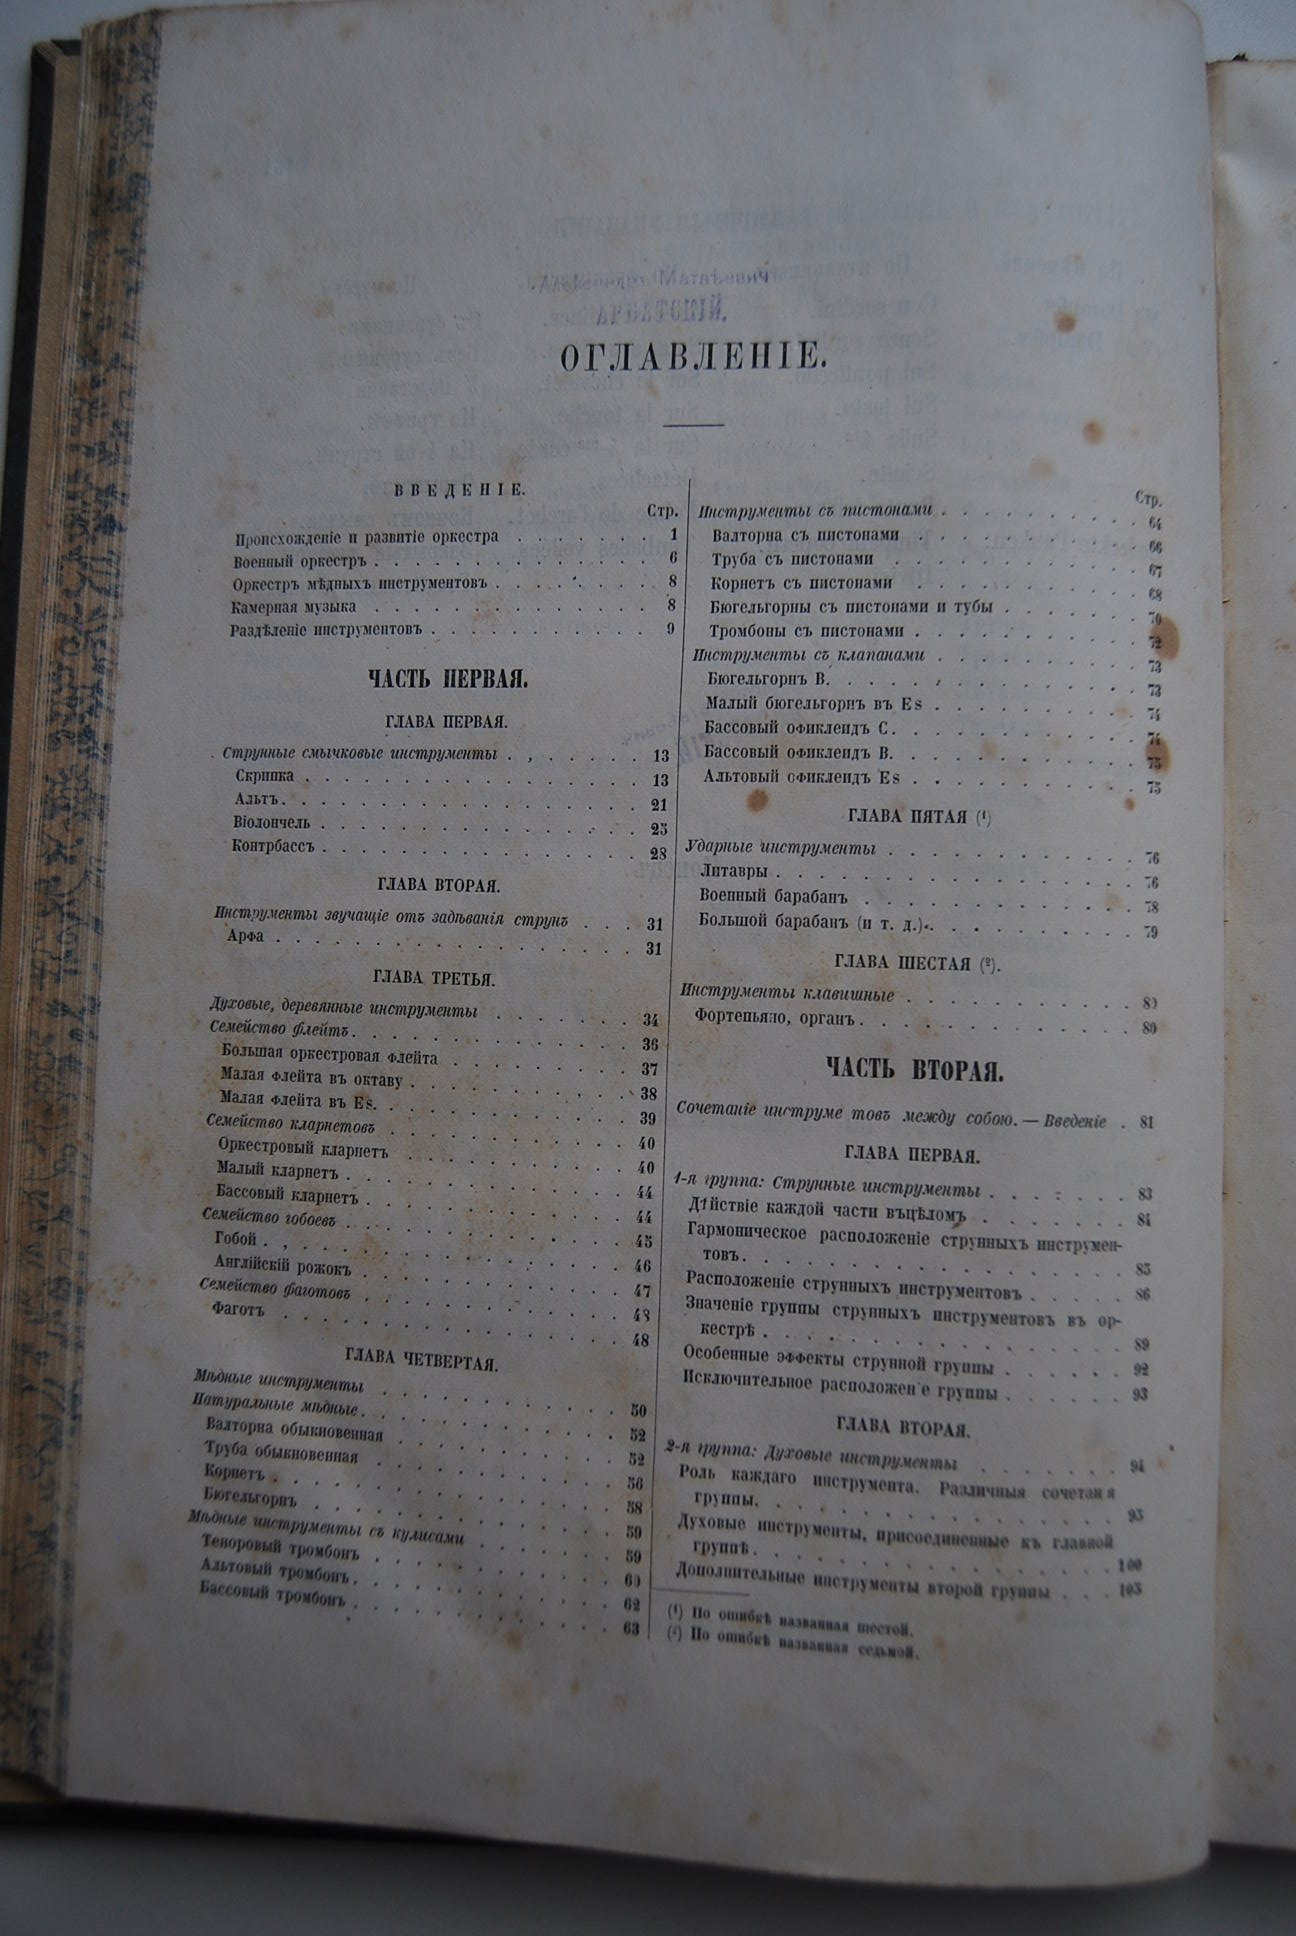 ОГЛАВЛЕНІЕ.
ВВЕДЕНІЕ.
Стр.
Происхожденіе и развитіе оркестра . . . . . . . 1
Военный оркестръ . . . . . . . . . . . . . . 6
Оркестръ мѣдныхъ инструментовъ . . . . . . . . 8
Камерная музыка . . . . . . . . . . . . . . 8
Раздѣленіе инструментовъ . . . . . . . . . . . 9
ЧАСТЬ ПЕРВАЯ.
ГЛАВА ПЕРВАЯ.
Струнные смычковые инструменты . . . . . . . 13
Скрипка . . . . . . . . . . . . . . . . . 13
Альтъ . . . . . . . . . . . . . . . . . . 21
Віолончель . . . . . . . . . . . . . . . . 25
Контрбассъ . . . . . . . . . . . . . . . . 28
ГЛАВА ВТОРАЯ.
Инструменты звучащіе отъ задѣванія струнъ . . . 31
Арфа . . . . . . . . . . . . . . . . . . 31
ГЛАВА ТРЕТЬЯ.
Духовые, деревянные инструменты . . . . . . . 34
Семейство флейтъ . . . . . . . . . . . . . . 36
Большая оркестровая флейта . . . . . . . . . 37
Малая флейта въ октаву . . . . . . . . . . . 38
Малая флейта въ Es. . . . . . . . . . . . . 39
Семейство кларнетовъ . . . . . . . . . . . . 40
Оркестровый кларнетъ . . . . . . . . . . . 40
Малый кларнетъ . . . . . . . . . . . . . . 44
Бассовый кларнетъ . . . . . . . . . . . . . 44
Семейство гобоевъ . . . . . . . . . . . . . 45
Гобой . . . . . . . . . . . . . . . . . . 46
Англійскій рожокъ . . . . . . . . . . . . . 47
Семейство фаготовъ . . . . . . . . . . . . . 48
Фаготъ . . . . . . . . . . . . . . . . . 48
ГЛАВА ЧЕТВЕРТАЯ.
Мѣдные инструменты . . . . . . . . . . . . 50
Натуральные мѣдные . . . . . . . . . . . . . 52
Валторна обыкновенная . . . . . . . . . . . 52
Труба обыкновенная . . . . . . . . . . . . 56
Корнетъ . . . . . . . . . . . . . . . . . 58
Бюгельгорнъ . . . . . . . . . . . . . . . 59
Мѣдные инструменты съ кулисами . . . . . . . . 59
Теноровый тромбонъ . . . . . . . . . . . . 60
Альтовый тромбонъ . . . . . . . . . . . . . 62
Бассовый тромбонъ . . . . . . . . . . . . . 63
Стр.
Инструменты съ пистонами . . . . . . . . . . 64
Валторна съ пистонами . . . . . . . . . . . 66
Труба съ пистонами . . . . . . . . . . . . 67
Корнетъ съ пистонами . . . . . . . . . . . 68
Бюгельгорны съ пистонами и тубы . . . . . . . 70
Тромбоны съ пистонами . . . . . . . . . . . 72
Инструменты съ клапанами . . . . . . . . . . 73
Бюгельгорнъ B. . . . . . . . . . . . . . . 73
Малый бюгельгорнъ въ Es . . . . . . . . . . 74
Бассовый офиклеидъ C. . . . . . . . . . . . 74
Бассовый офиклеидъ B. . . . . . . . . . . . 75
Альтовый офиклеидъ Es . . . . . . . . . . . 75
ГЛАВА ПЯТАЯ (¹)
Ударные инструменты . . . . . . . . . . . . 76
Литавры . . . . . . . . . . . . . . . . . 76
Военный барабанъ . . . . . . . . . . . . . 78
Большой барабанъ (и т. д.) . . . . . . . . . . 79
ГЛАВА ШЕСТАЯ (²).
Инструменты клавишные . . . . . . . . . . . 80
Фортепьяно, органъ . . . . . . . . . . . . . 80
ЧАСТЬ ВТОРАЯ.
Сочетаніе инструме товъ между собою. — Введеніе . 81
ГЛАВА ПЕРВАЯ.
1-я группа: Струнные инструменты . . . . . . . 83
Дѣйствіе каждой части въцѣломъ . . . . . . . 84
Гармоническое расположеніе струнныхъ инструмен-
товъ . . . . . . . . . . . . . . . . . . 85
Расположеніе струнныхъ инструментовъ . . . . . . 86
Значеніе группы струнныхъ инструментовъ въ ор-
кестрѣ . . . . . . . . . . . . . . . . . 89
Особенные эффекты струнной группы . . . . . . 92
Исключительное расположен е группы . . . . . . 93
ГЛАВА ВТОРАЯ.
2-я группа: Духовые инструменты . . . . . . . 94
Роль каждаго инструмента. Различныя сочетанія
группы. . . . . . . . . . . . . . . . . . 95
Духовые инструменты, присоединенные къ главной
группѣ . . . . . . . . . . . . . . . . . 100
Дополнительные инструменты второй группы . . . 103
(¹) По ошибкѣ названная шестой.
(²) По ошибкѣ названная седьмой.